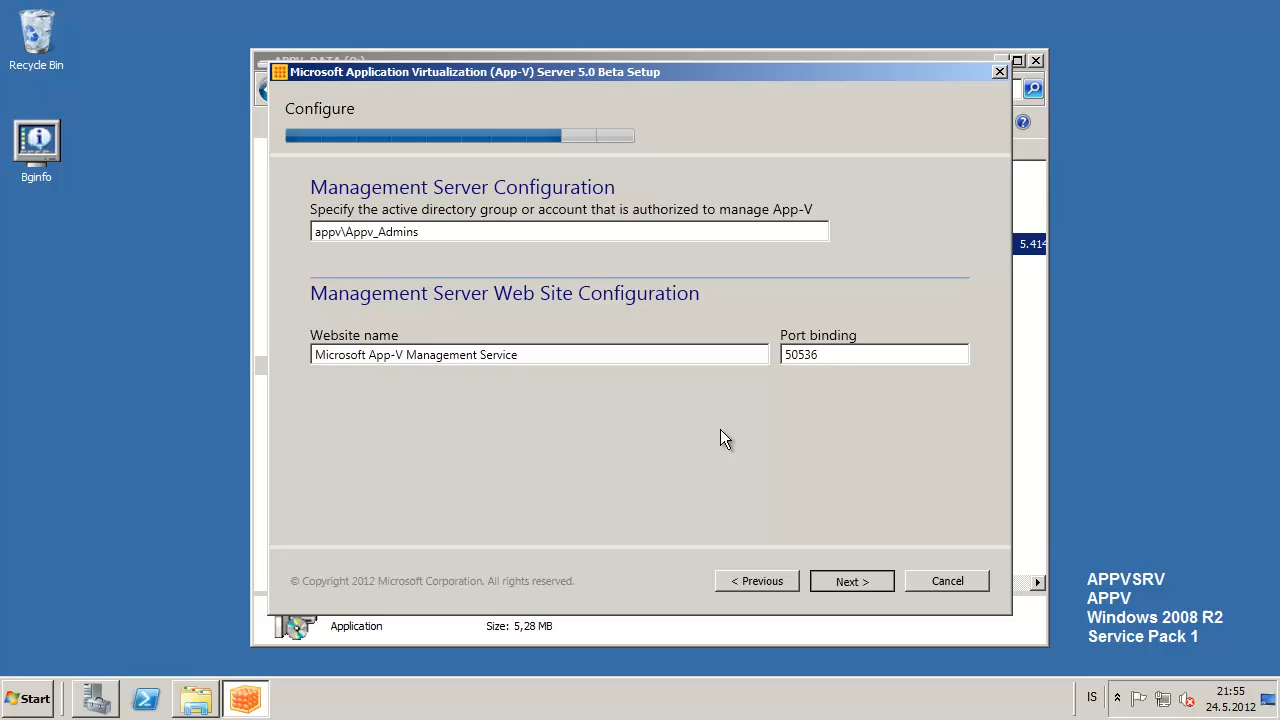 Recycle Bin
Bginfo
Microsoft Application Virtualization (App-V) Server 5.0 Beta Setup
Configure
Management Server Configuration
Specify the active directory group or account that is authorized to manage App-V
appv\Appv_Admins
5.414
Management Server Web Site Configuration
Website name
Port binding
Microsoft App-V Management Service
50536
© Copyright 2012 Microsoft Corporation. All rights reserved.
< Previous
Next >
Cancel
Application
Size: 5,28 MB
APPVSRV
APPV
Windows 2008 R2
Service Pack 1
Start
IS
21:55
24.5.2012